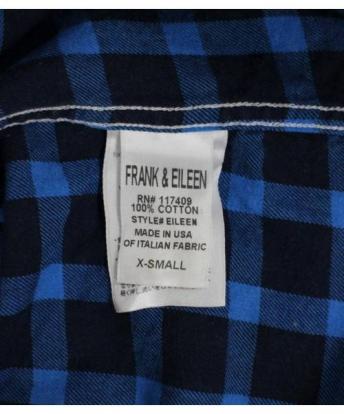 FRANK & EILEEN
RN# 117409
100% COTTON
STYLE# EILEEN
MADE IN USA
OF ITALIAN FABRIC
X-SMALL